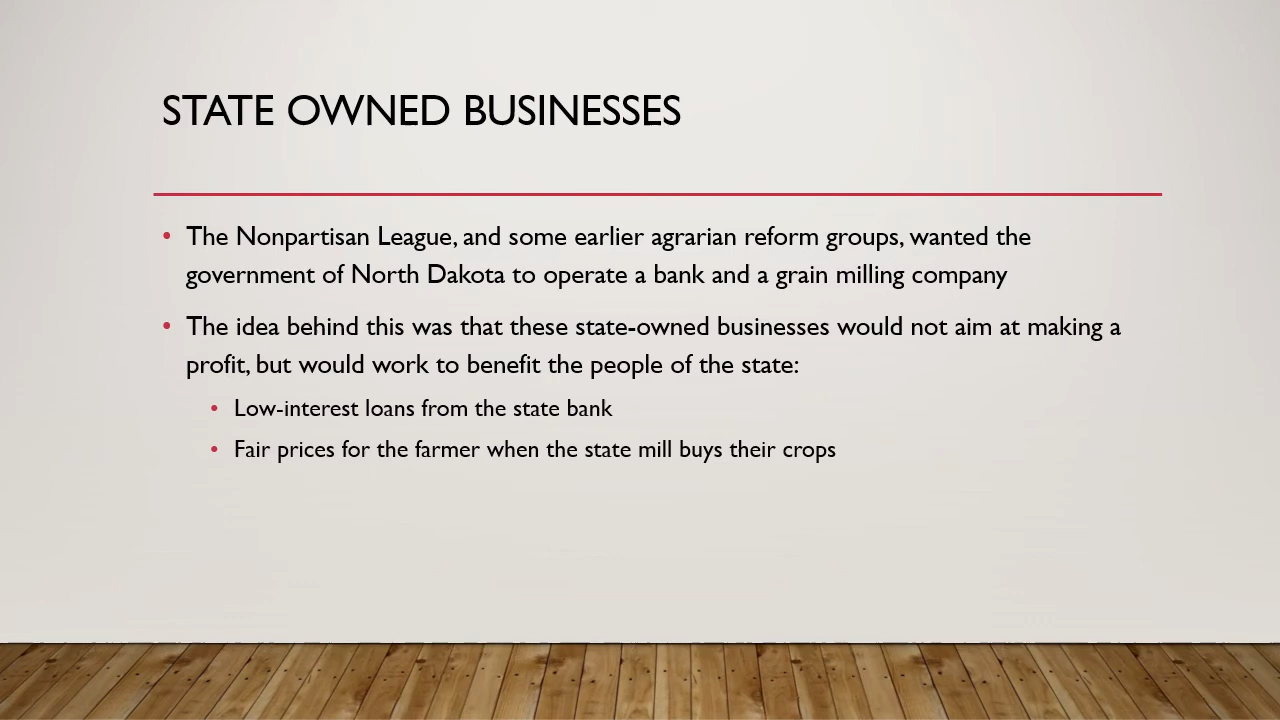 STATE OWNED BUSINESSES
• The Nonpartisan League, and some earlier agrarian reform groups, wanted the
government of North Dakota to operate a bank and a grain milling company
• The idea behind this was that these state-owned businesses would not aim at making a
profit, but would work to benefit the people of the state:
• Low-interest loans from the state bank
• Fair prices for the farmer when the state mill buys their crops